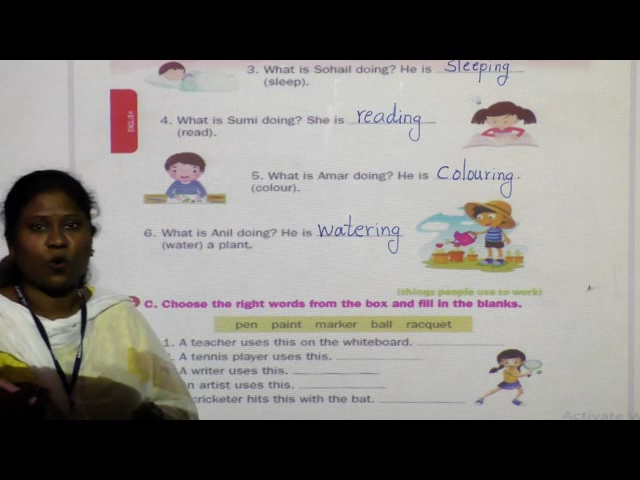 3. What is Sohail doing? He is sleeping
(sleep).
ENGLISH
4. What is Sumi doing? She is reading
(read).
5. What is Amar doing? He is Colouring.
(colour).
6. What is Anil doing? He is watering
(water) a plant.
(things people use to work)
C. Choose the right words from the box and fill in the blanks.
pen paint marker ball racquet
1. A teacher uses this on the whiteboard.
. A tennis player uses this.
A writer uses this.
n artist uses this.
cricketer hits this with the bat.
Activate W